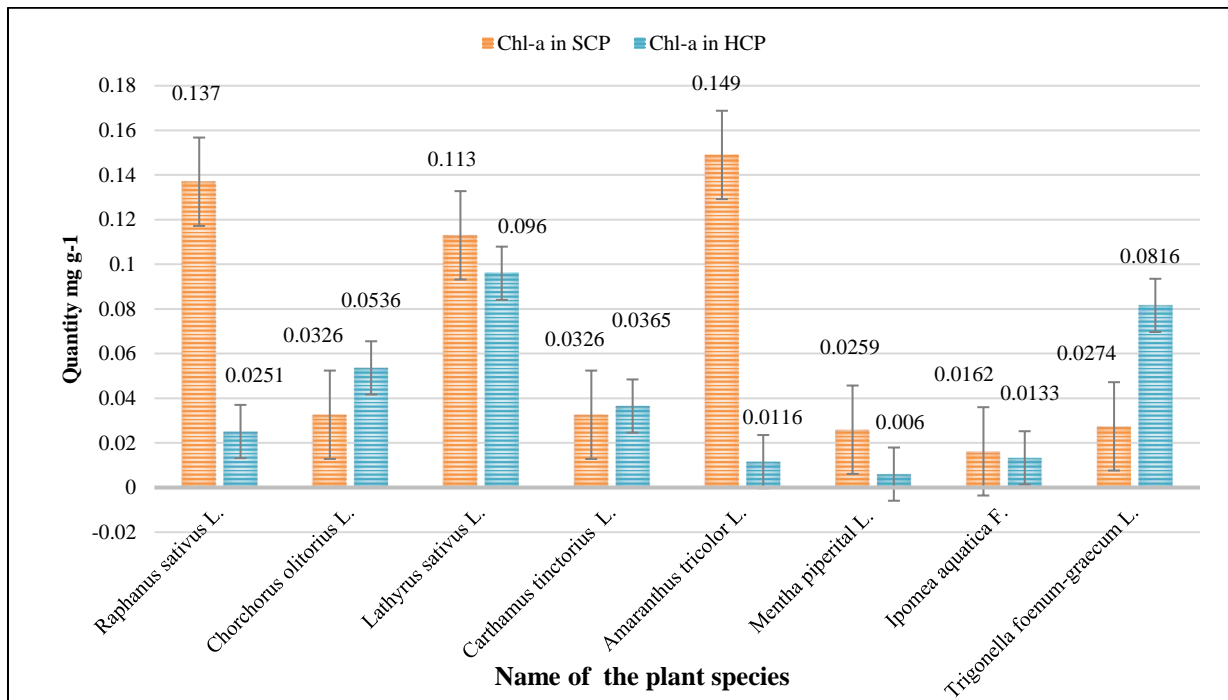 Chl-a in SCP Chl-a in HCP
0.18
0.16
0.14
0.12
0.1
0.08
0.06
0.04
0.02
0
-0.02
Quantity mg g-1
0.137
0.0251
0.0326
0.0536
0.113
0.096
0.0326
0.0365
0.149
0.0116
0.0259
0.006
0.0162
0.0133
0.0274
0.0816
Raphanus sativus L.
Chorchorus olitorius L.
Lathyrus sativus L.
Carthamus tinctorius L.
Amaranthus tricolor L.
Mentha piperital L.
Ipomea aquatica F.
Trigonella foenum-graecum L.
Name of the plant species